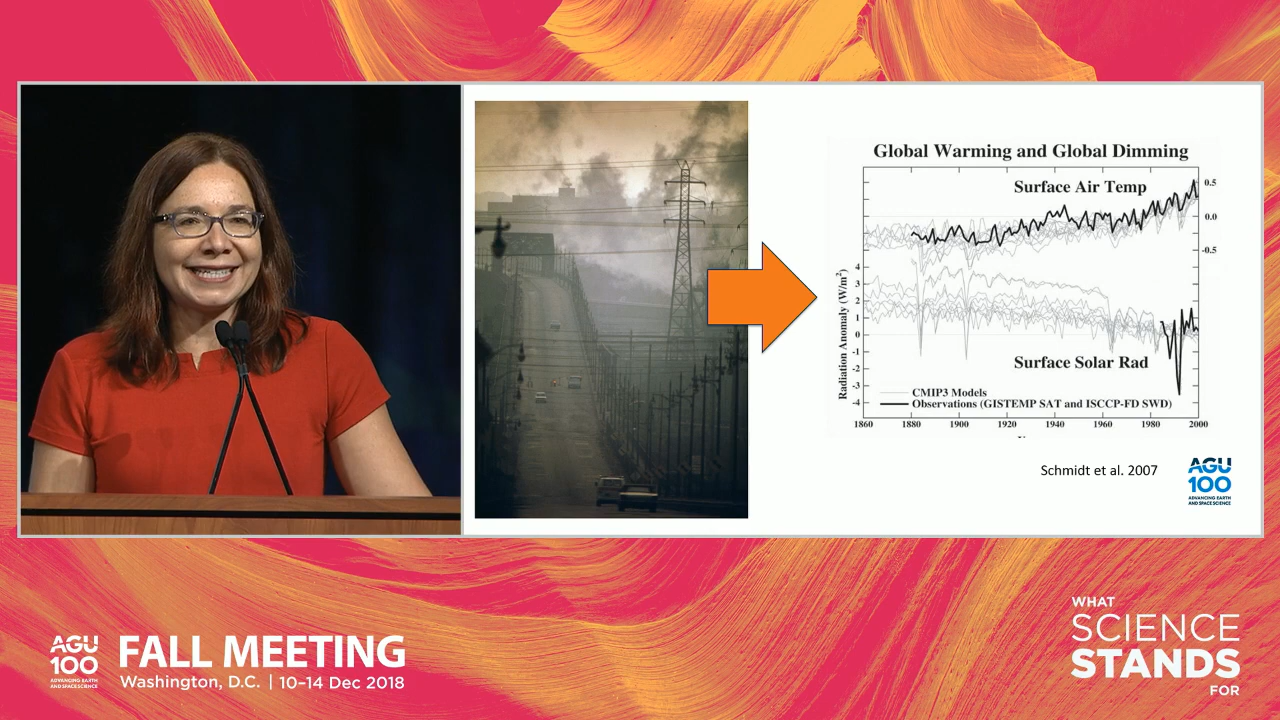 Global Warming and Global Dimming
Surface Air Temp
0.5
0.0
-0.5
Radiation Anomaly (W/m²)
4
3
2
1
0
-1
-2
-3
-4
Surface Solar Rad
CMIP3 Models
Observations (GISTEMP SAT and ISCCP-FD SWD)
1860 1880 1900 1920 1940 1960 1980 2000
Schmidt et al. 2007
AGU
100
ADVANCING EARTH
AND SPACE SCIENCE
AGU
100
ADVANCING EARTH
AND SPACE SCIENCE
FALL MEETING
Washington, D.C. | 10–14 Dec 2018
WHAT
SCIENCE
STANDS
FOR